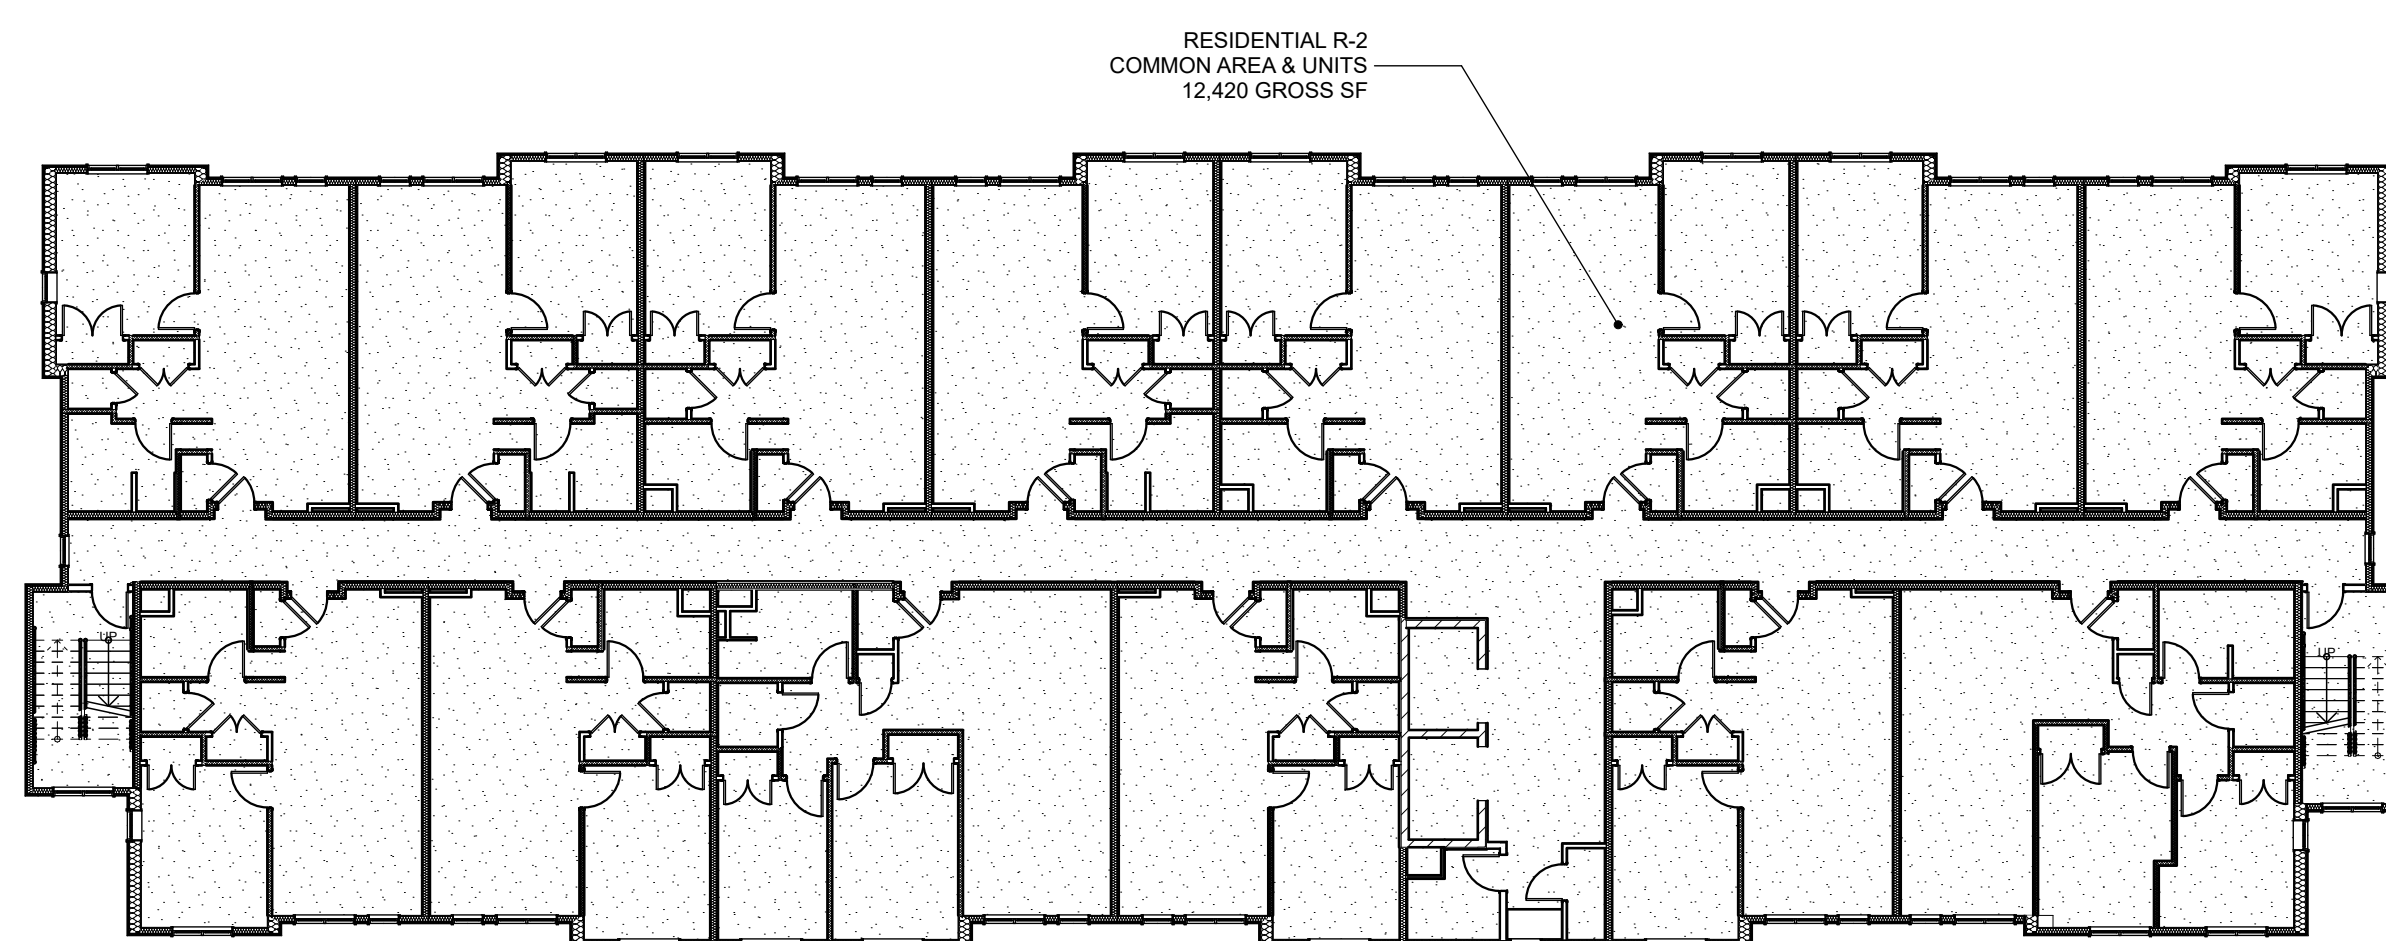 RESIDENTIAL R-2
COMMON AREA & UNITS
12,420 GROSS SF
UP
UP